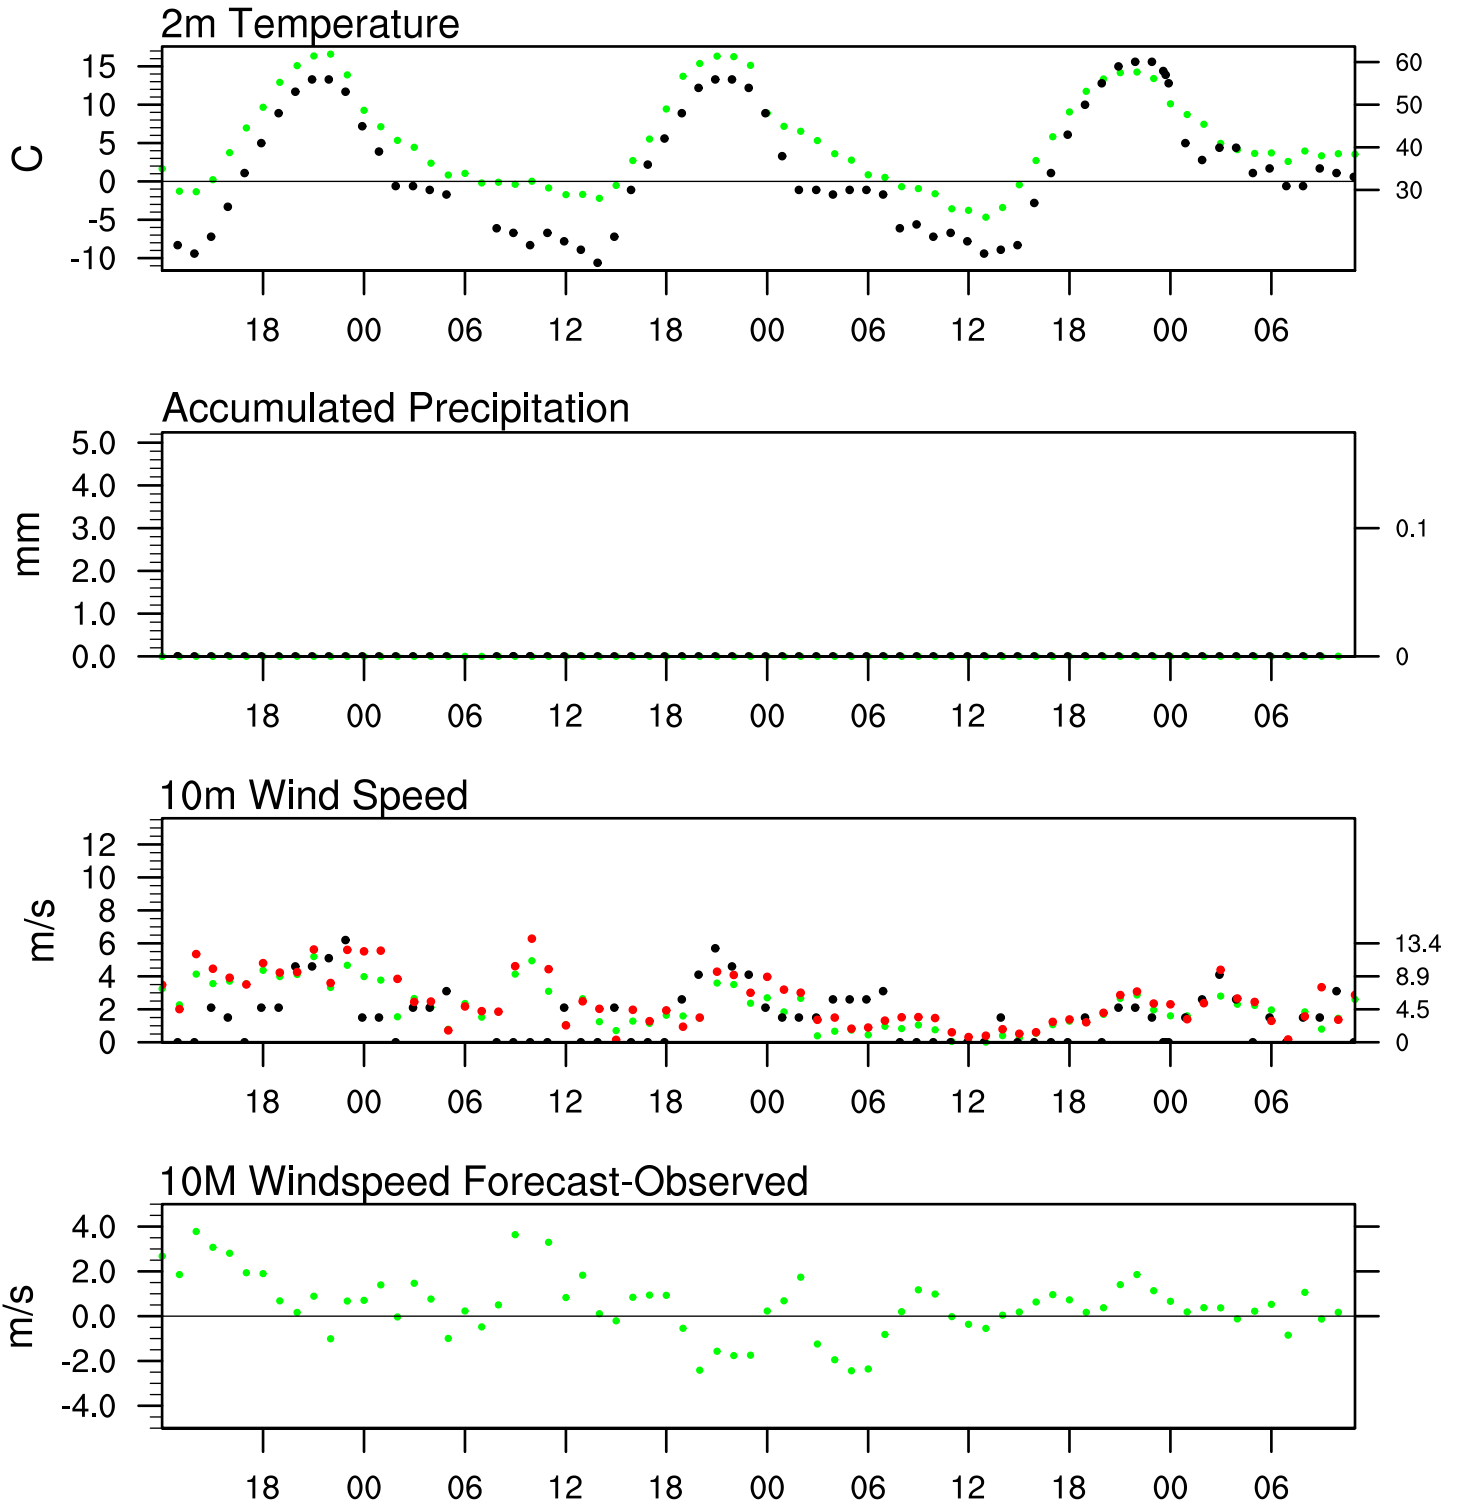 2m Temperature
15
10
5
0
-5
-10
C
60
50
40
30
18 00 06 12 18 00 06 12 18 00 06
Accumulated Precipitation
5.0
4.0
3.0
2.0
1.0
0.0
mm
0.1
0
18 00 06 12 18 00 06 12 18 00 06
10m Wind Speed
12
10
8
6
4
2
0
m/s
13.4
8.9
4.5
0
18 00 06 12 18 00 06 12 18 00 06
10M Windspeed Forecast-Observed
4.0
2.0
0.0
-2.0
-4.0
m/s
18 00 06 12 18 00 06 12 18 00 06